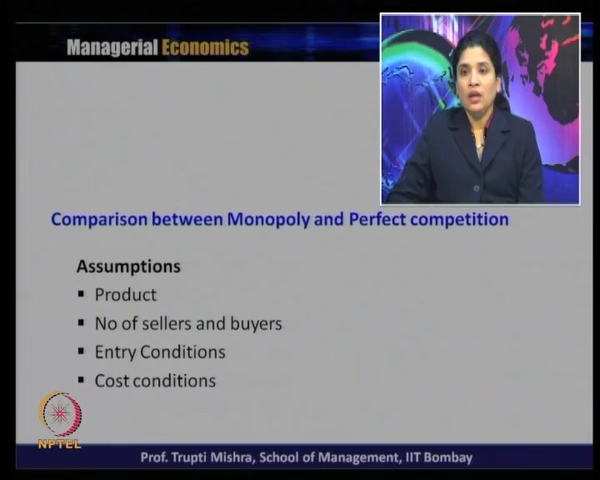 Managerial Economics
Comparison between Monopoly and Perfect competition
Assumptions
▪ Product
▪ No of sellers and buyers
▪ Entry Conditions
▪ Cost conditions
NPTEL
Prof. Trupti Mishra, School of Management, IIT Bombay